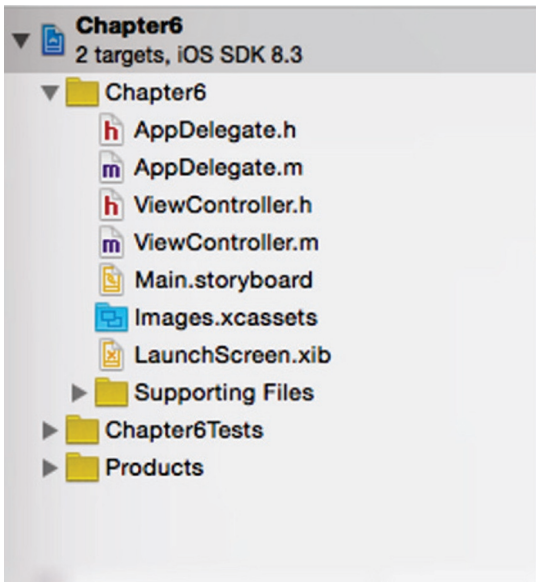 Chapter6
2 targets, iOS SDK 8.3
Chapter6
h AppDelegate.h
m AppDelegate.m
h ViewController.h
m ViewController.m
Main.storyboard
Images.xcassets
LaunchScreen.xib
Supporting Files
Chapter6Tests
Products